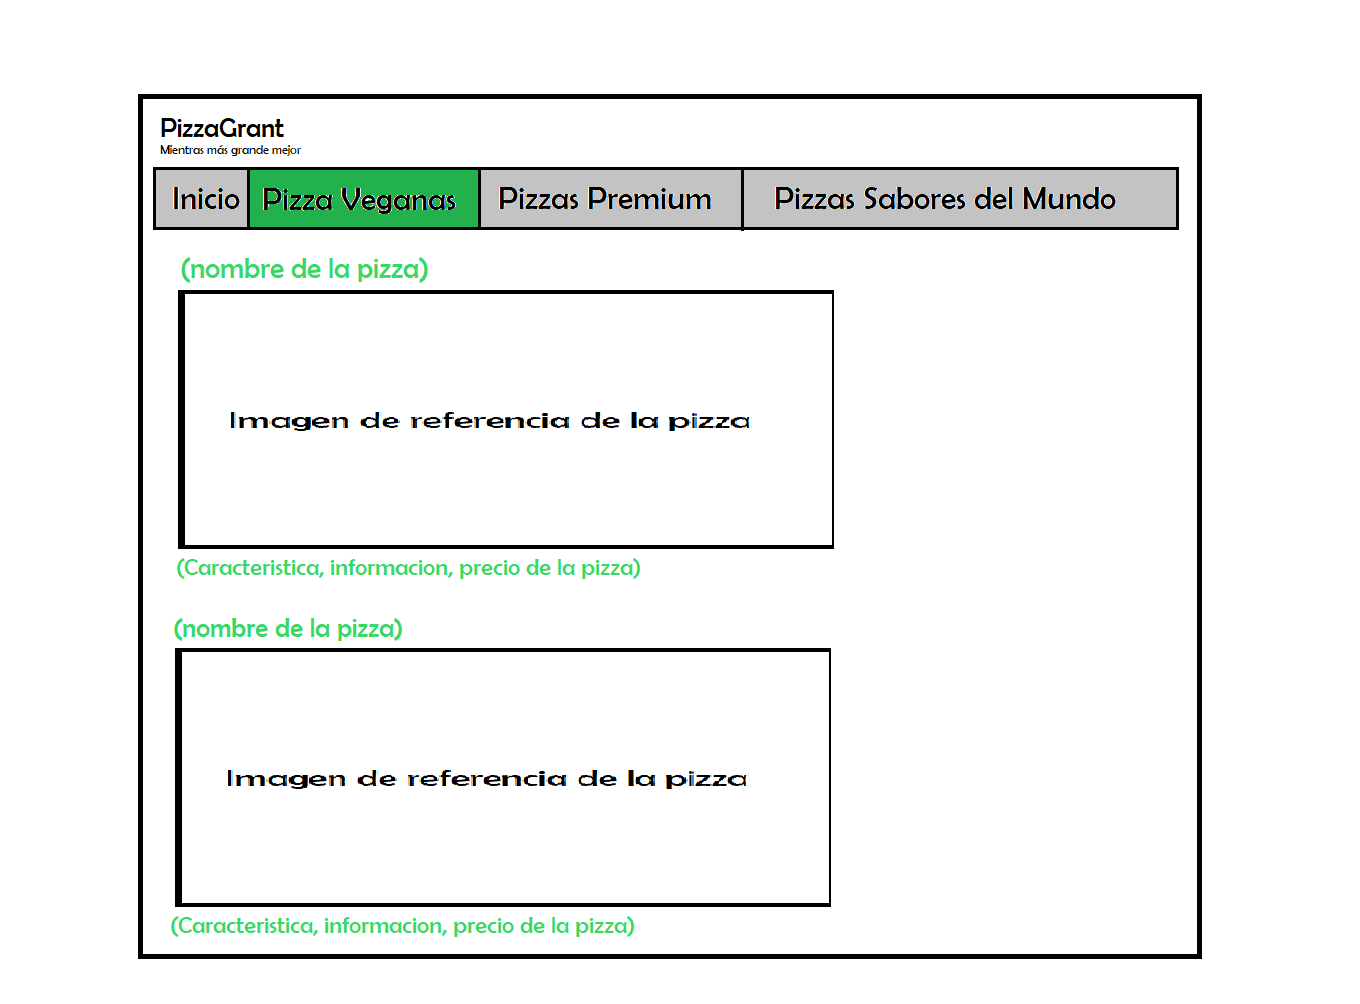 PizzaGrant
Mientras más grande mejor
Inicio Pizza Veganas Pizzas Premium Pizzas Sabores del Mundo
(nombre de la pizza)
Imagen de referencia de la pizza
(Caracteristica, informacion, precio de la pizza)
(nombre de la pizza)
Imagen de referencia de la pizza
(Caracteristica, informacion, precio de la pizza)